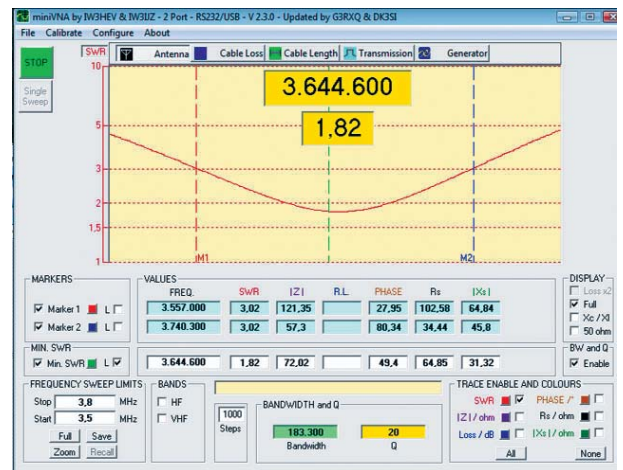 miniVNA by IW3HEV & IW3IJZ - 2 Port - RS232/USB - V 2.3.0 - Updated by G3RXQ & DK3SI
File Calibrate Configure About
STOP
Single Sweep
SWR Antenna Cable Loss Cable Length Transmission Generator
10
5
3
2
1.5
1
3.644.600
1,82
M1 M2
MARKERS
Marker 1 L
Marker 2 L
VALUES
FREQ. SWR |Z| R.L. PHASE Rs |Xs|
3.557.000 3,02 121,35 27,95 102,58 64,84
3.740.300 3,02 57,3 80,34 34,44 45,8
DISPLAY
Loss x2
Full
Xc / Xl
50 ohm
MIN. SWR
Min. SWR L
3.644.600 1,82 72,02 49,4 64,85 31,32
BW and Q
Enable
FREQUENCY SWEEP LIMITS
Stop 3,8 MHz
Start 3,5 MHz
Full Save
Zoom Recall
BANDS
HF
VHF
1000
Steps
BANDWIDTH and Q
183.300 20
Bandwidth Q
TRACE ENABLE AND COLOURS
SWR PHASE /°
|Z| / ohm Rs / ohm
Loss / dB |Xs| / ohm
All None